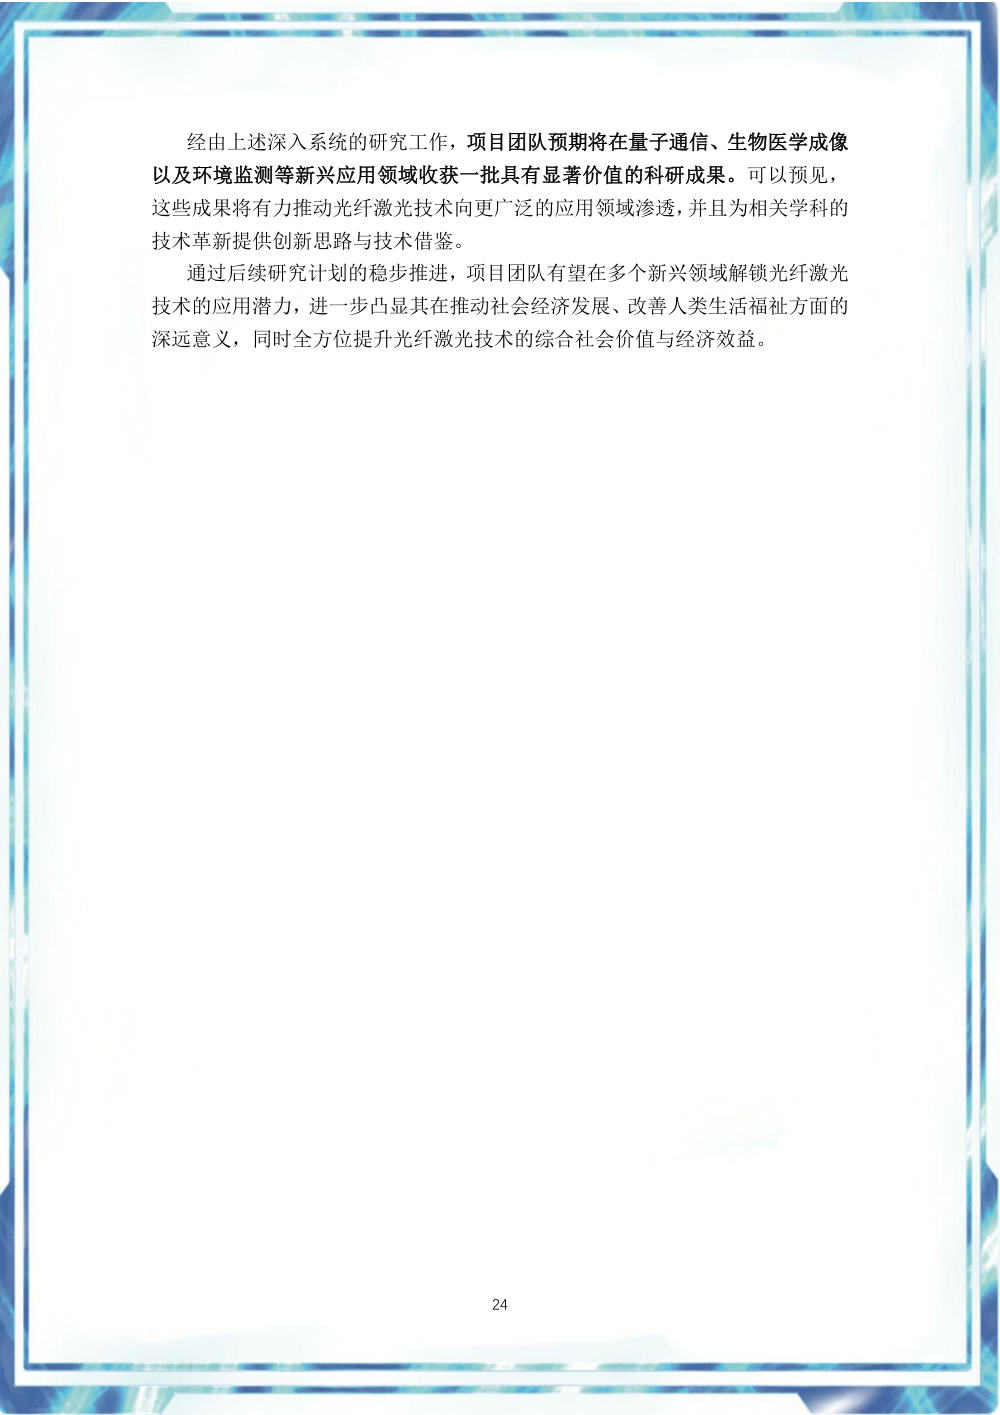 经由上述深入系统的研究工作，项目团队预期将在量子通信、生物医学成像
以及环境监测等新兴应用领域收获一批具有显著价值的科研成果。可以预见，
这些成果将有力推动光纤激光技术向更广泛的应用领域渗透，并且为相关学科的
技术革新提供创新思路与技术借鉴。
通过后续研究计划的稳步推进，项目团队有望在多个新兴领域解锁光纤激光
技术的应用潜力，进一步凸显其在推动社会经济发展、改善人类生活福祉方面的
深远意义，同时全方位提升光纤激光技术的综合社会价值与经济效益。
24